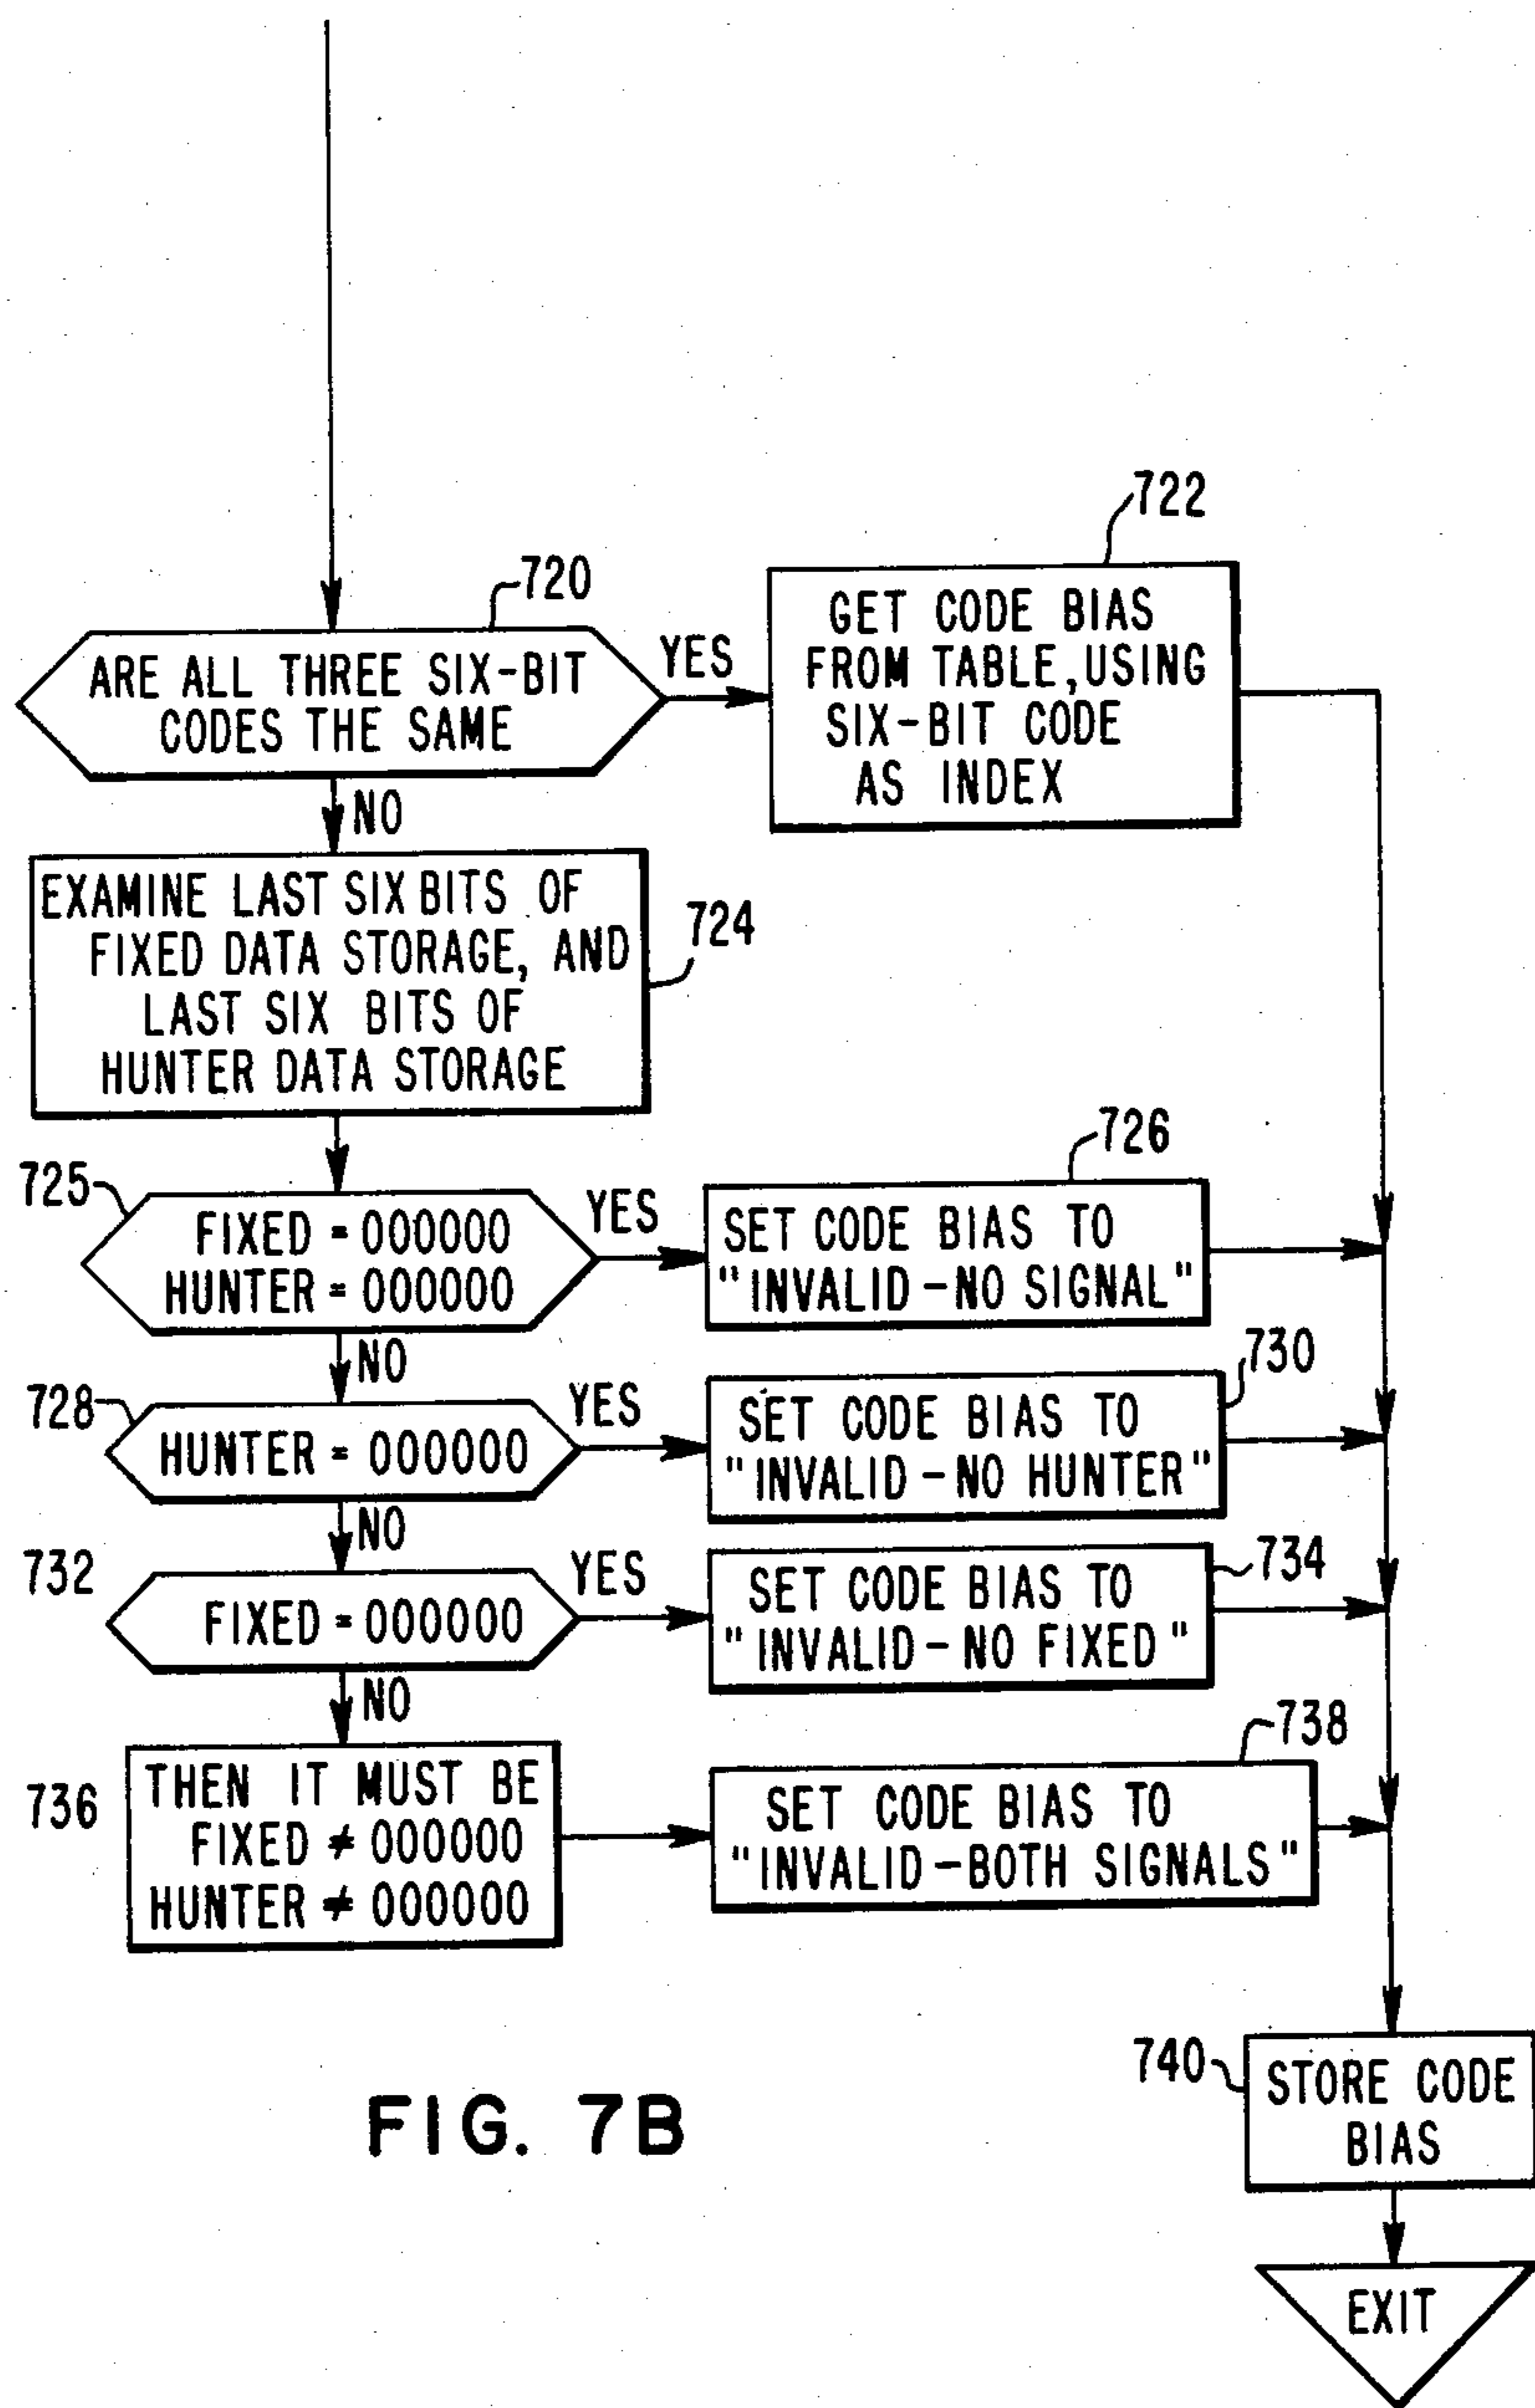 722
720
ARE ALL THREE SIX-BIT
CODES THE SAME
YES
GET CODE BIAS
FROM TABLE, USING
SIX-BIT CODE
AS INDEX
NO
EXAMINE LAST SIX BITS OF
FIXED DATA STORAGE, AND
LAST SIX BITS OF
HUNTER DATA STORAGE
724
725
FIXED = 000000
HUNTER = 000000
YES
726
SET CODE BIAS TO
"INVALID-NO SIGNAL"
NO
728
HUNTER = 000000
YES
730
SET CODE BIAS TO
"INVALID-NO HUNTER"
NO
732
FIXED = 000000
YES
734
SET CODE BIAS TO
"INVALID-NO FIXED"
NO
736
THEN IT MUST BE
FIXED ≠ 000000
HUNTER ≠ 000000
738
SET CODE BIAS TO
"INVALID-BOTH SIGNALS"
740
STORE CODE
BIAS
EXIT
FIG. 7B